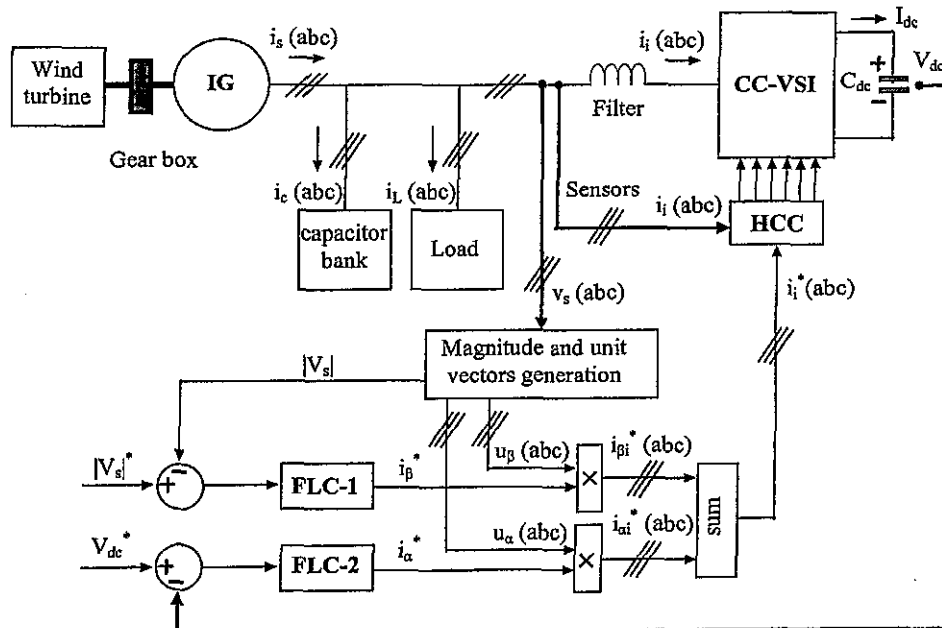 Wind
turbine
Gear box
IG
i_s (abc)
i_c (abc)
capacitor
bank
i_L (abc)
Load
i_i (abc)
Filter
CC-VSI
I_dc
+
C_dc
-
V_dc
Sensors
i_i (abc)
HCC
v_s (abc)
i_i^* (abc)
Magnitude and unit
vectors generation
|V_s|
|V_s|^*
+ -
FLC-1
i_β^*
u_β (abc)
×
i_βi^* (abc)
sum
V_dc^*
+ -
FLC-2
i_α^*
u_α (abc)
×
i_αi^* (abc)